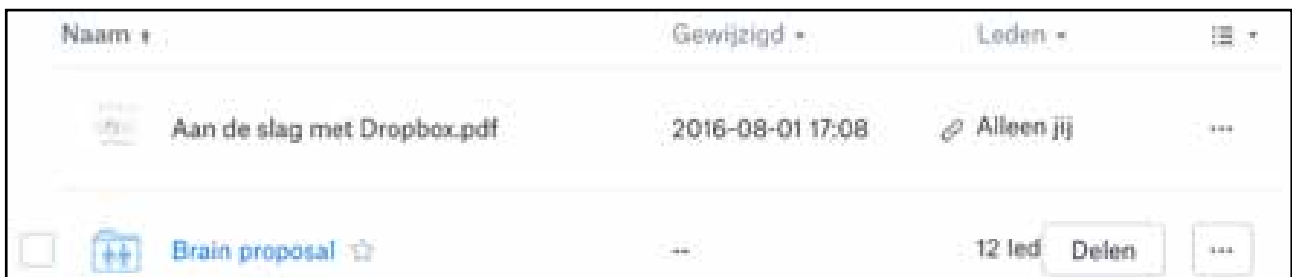 Naam Gewijzigd Leden
Aan de slag met Dropbox.pdf 2016-08-01 17:08 Alleen jij ...
Brain proposal -- 12 led Delen ...